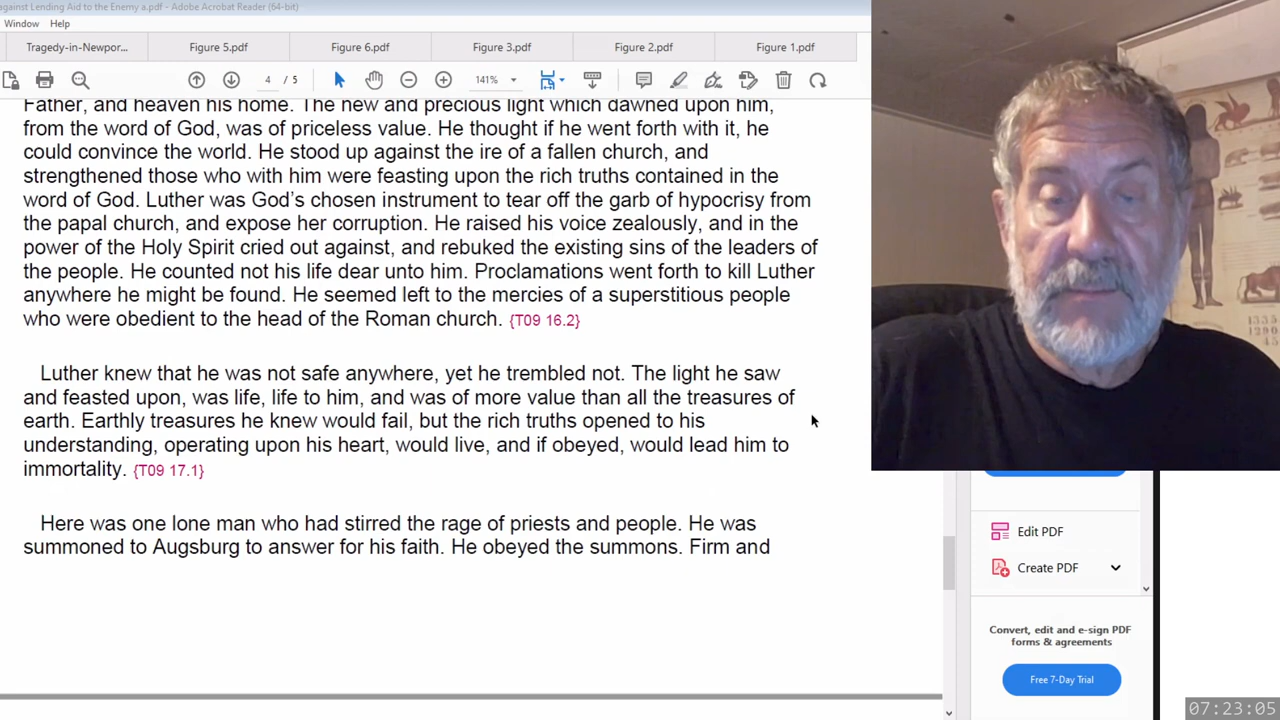 against Lending Aid to the Enemy a.pdf - Adobe Acrobat Reader (64-bit)
Window Help
Tragedy-in-Newpor... Figure 5.pdf Figure 6.pdf Figure 3.pdf Figure 2.pdf Figure 1.pdf
4 / 5 141%
Father, and heaven his home. The new and precious light which dawned upon him,
from the word of God, was of priceless value. He thought if he went forth with it, he
could convince the world. He stood up against the ire of a fallen church, and
strengthened those who with him were feasting upon the rich truths contained in the
word of God. Luther was God’s chosen instrument to tear off the garb of hypocrisy from
the papal church, and expose her corruption. He raised his voice zealously, and in the
power of the Holy Spirit cried out against, and rebuked the existing sins of the leaders of
the people. He counted not his life dear unto him. Proclamations went forth to kill Luther
anywhere he might be found. He seemed left to the mercies of a superstitious people
who were obedient to the head of the Roman church. {T09 16.2}
Luther knew that he was not safe anywhere, yet he trembled not. The light he saw
and feasted upon, was life, life to him, and was of more value than all the treasures of
earth. Earthly treasures he knew would fail, but the rich truths opened to his
understanding, operating upon his heart, would live, and if obeyed, would lead him to
immortality. {T09 17.1}
Here was one lone man who had stirred the rage of priests and people. He was
summoned to Augsburg to answer for his faith. He obeyed the summons. Firm and
Edit PDF
Create PDF
Convert, edit and e-sign PDF
forms & agreements
Free 7-Day Trial
07:23:05